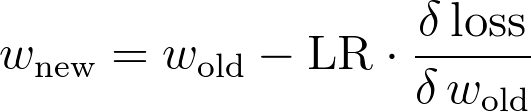 w_new = w_old − LR · δ loss / δ w_old